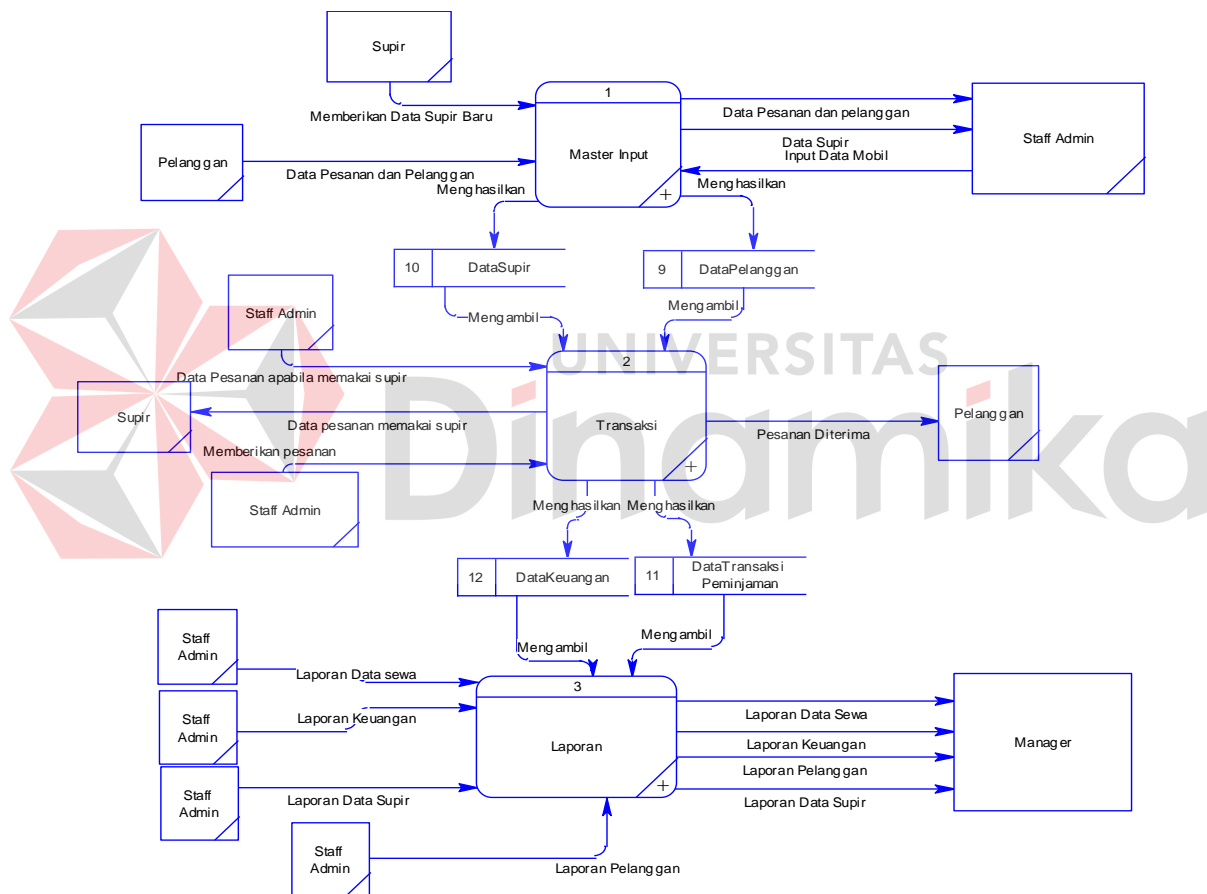 Supir
1
Memberikan Data Supir Baru
Data Pesanan dan pelanggan
Staff Admin
Data Supir
Input Data Mobil
Master Input
Pelanggan
Data Pesanan dan Pelanggan
Menghasilkan
Menghasilkan
+
10
DataSupir
9
DataPelanggan
Mengambil
Mengambil
Staff Admin
UNIVERSITAS
Dinamika
2
Data Pesanan apabila memakai supir
Supir
Data pesanan memakai supir
Transaksi
Pesanan Diterima
Pelanggan
Memberikan pesanan
+
Staff Admin
Menghasilkan
Menghasilkan
12
DataKeuangan
11
DataTransaksi
Peminjaman
Mengambil
Mengambil
Staff
Admin
Laporan Data sewa
3
Staff
Admin
Laporan Keuangan
Laporan
Laporan Data Sewa
Laporan Keuangan
Laporan Pelanggan
Laporan Data Supir
Manager
Staff
Admin
Laporan Data Supir
+
Staff
Admin
Laporan Pelanggan